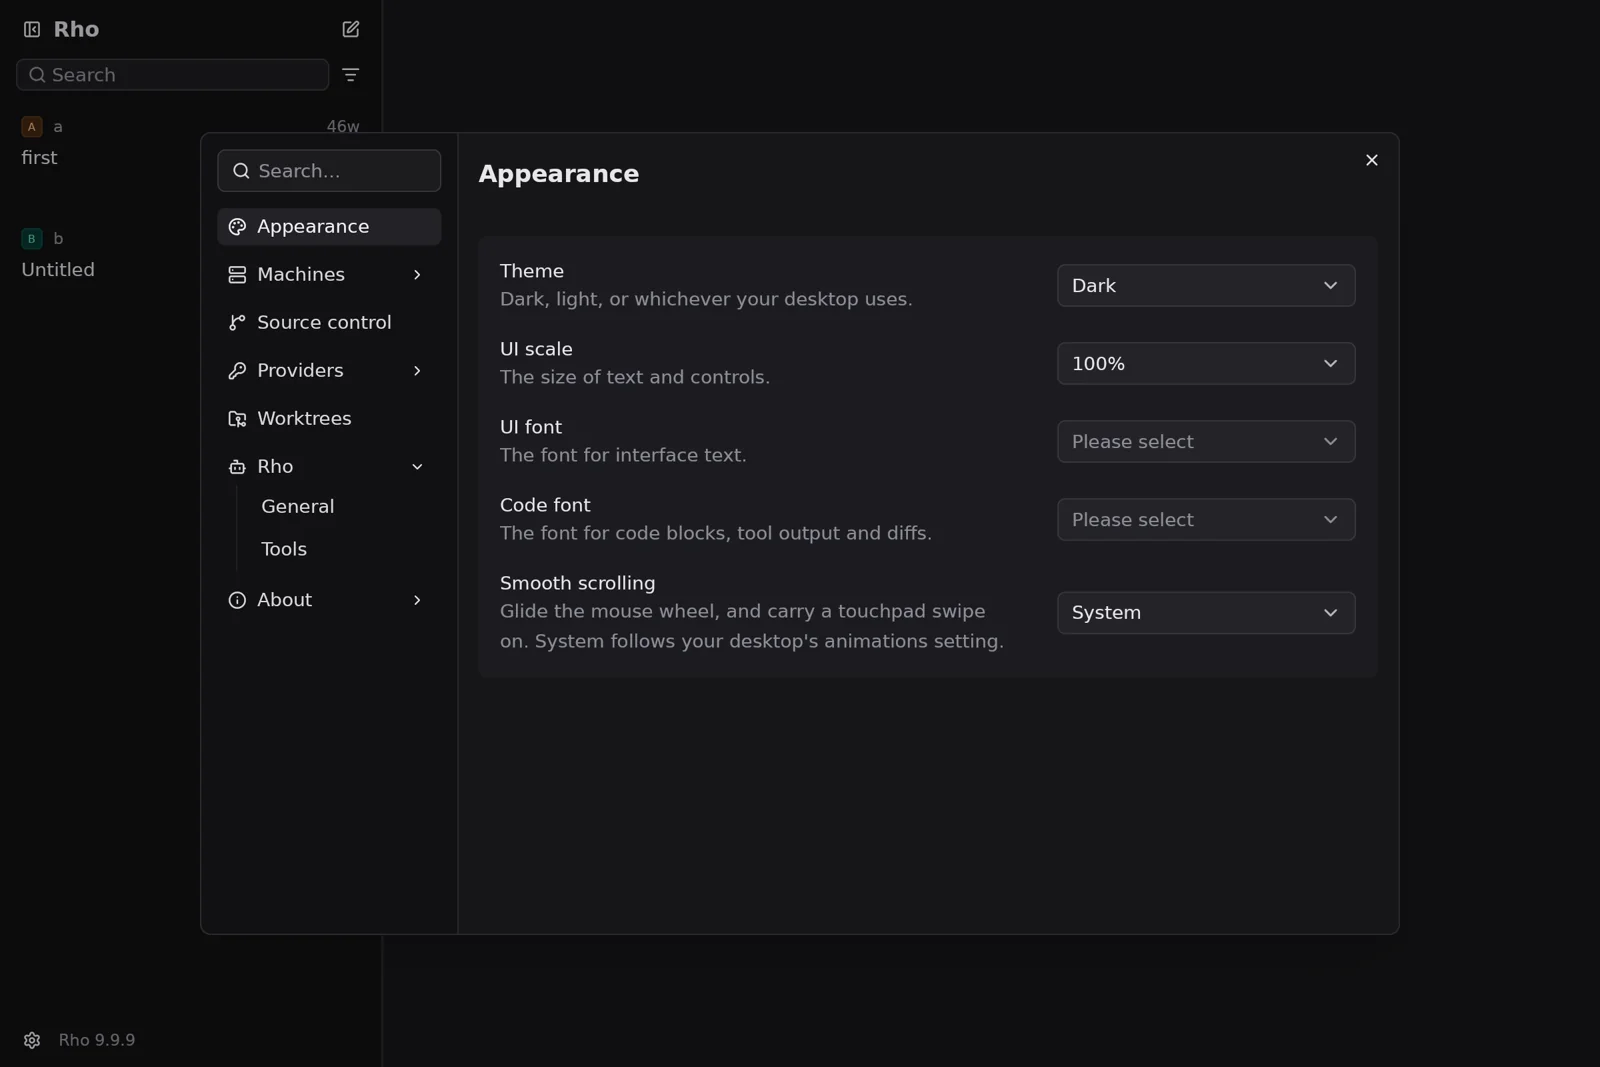 Rho
Search
A a 46w
first
B b
Untitled
Rho 9.9.9
Search...
Appearance
Machines
Source control
Providers
Worktrees
Rho
General
Tools
About
Appearance
Theme
Dark, light, or whichever your desktop uses.
Dark
UI scale
The size of text and controls.
100%
UI font
The font for interface text.
Please select
Code font
The font for code blocks, tool output and diffs.
Please select
Smooth scrolling
Glide the mouse wheel, and carry a touchpad swipe
on. System follows your desktop's animations setting.
System